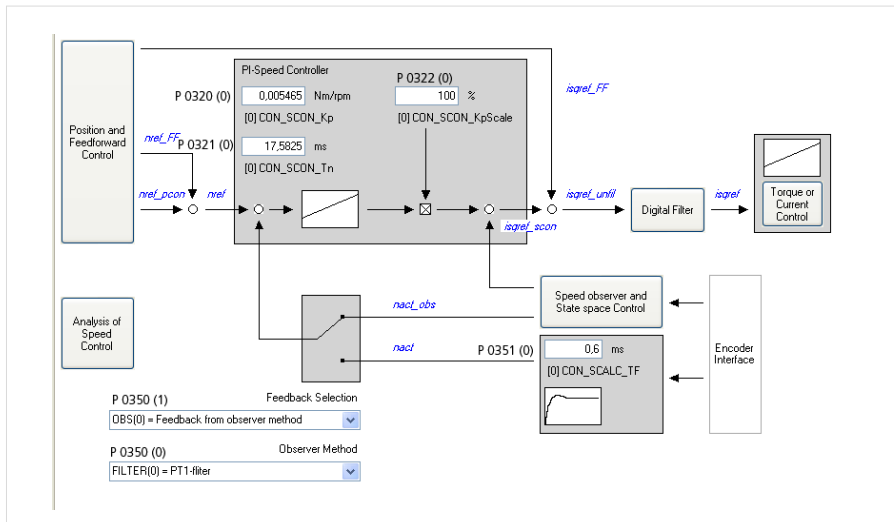 PI-Speed Controller
P 0320 (0)
0,005465 Nm/rpm
[0] CON_SCON_Kp
P 0322 (0)
100 %
[0] CON_SCON_KpScale
isqref_FF
Position and
Feedforward
Control
nref_FF
P 0321 (0)
17,5825 ms
[0] CON_SCON_Tn
nref_pcon
nref
isqref_scon
isqref_unfil
Digital Filter
isqref
Torque or
Current
Control
Analysis of
Speed
Control
nact_obs
Speed observer and
State space Control
nact
P 0351 (0)
0,6 ms
[0] CON_SCALC_TF
Encoder
Interface
P 0350 (1) Feedback Selection
OBS(0) = Feedback from observer method
P 0350 (0) Observer Method
FILTER(0) = PT1-fliter